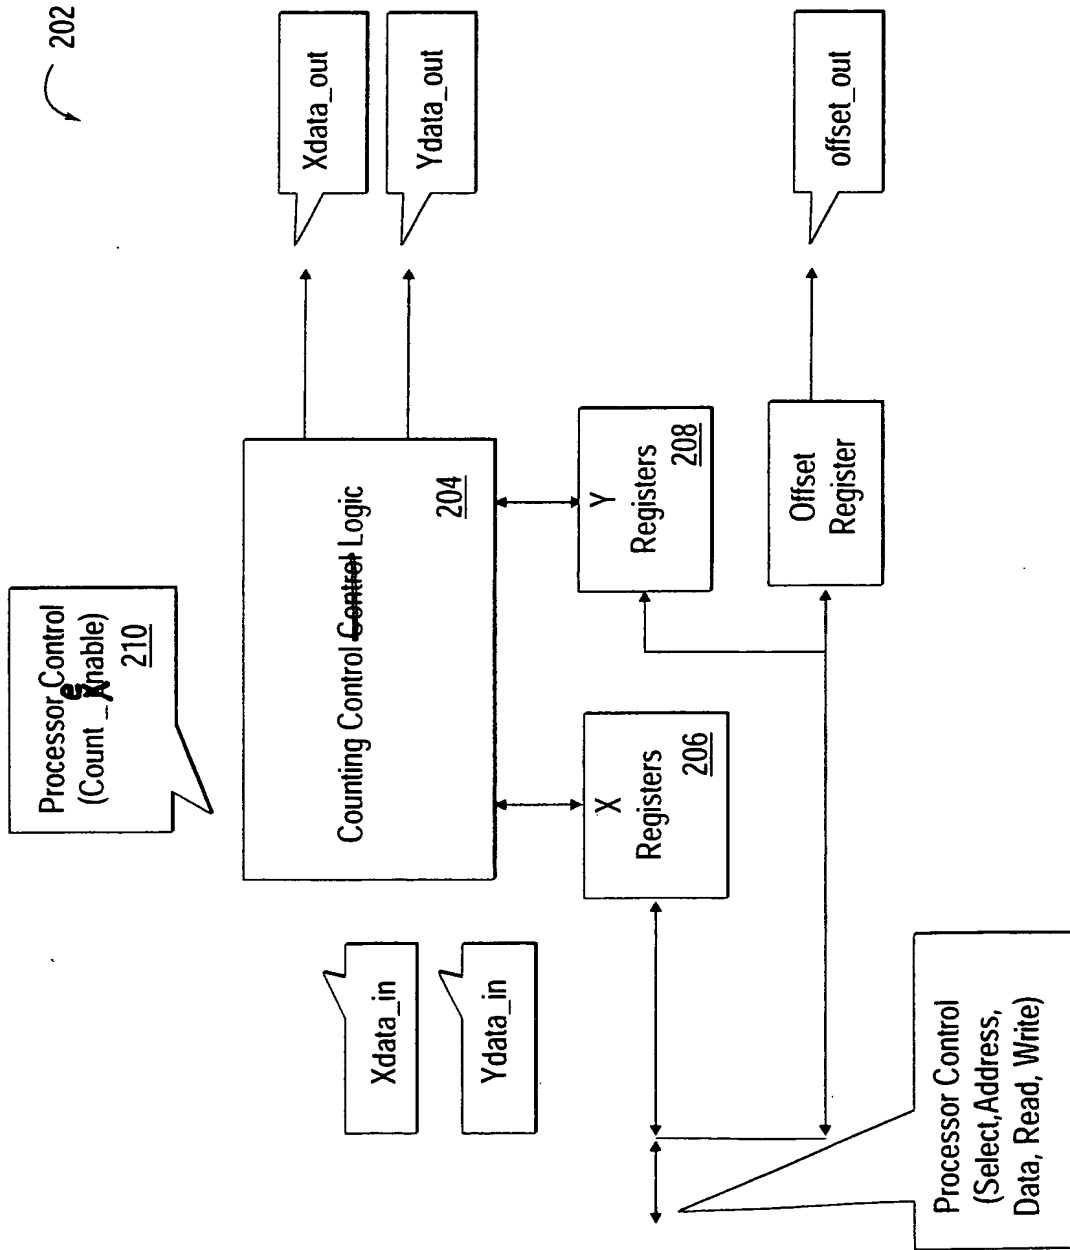 202
Processor Control
(Count_enable)
210
Xdata_in
Ydata_in
Counting Control Control Logic
204
Xdata_out
Ydata_out
X
Registers
206
Y
Registers
208
Offset
Register
offset_out
Processor Control
(Select,Address,
Data, Read, Write)